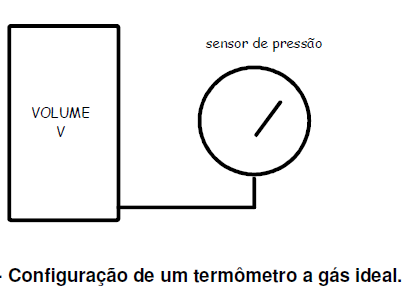 sensor de pressão
VOLUME
V
- Configuração de um termômetro a gás ideal.